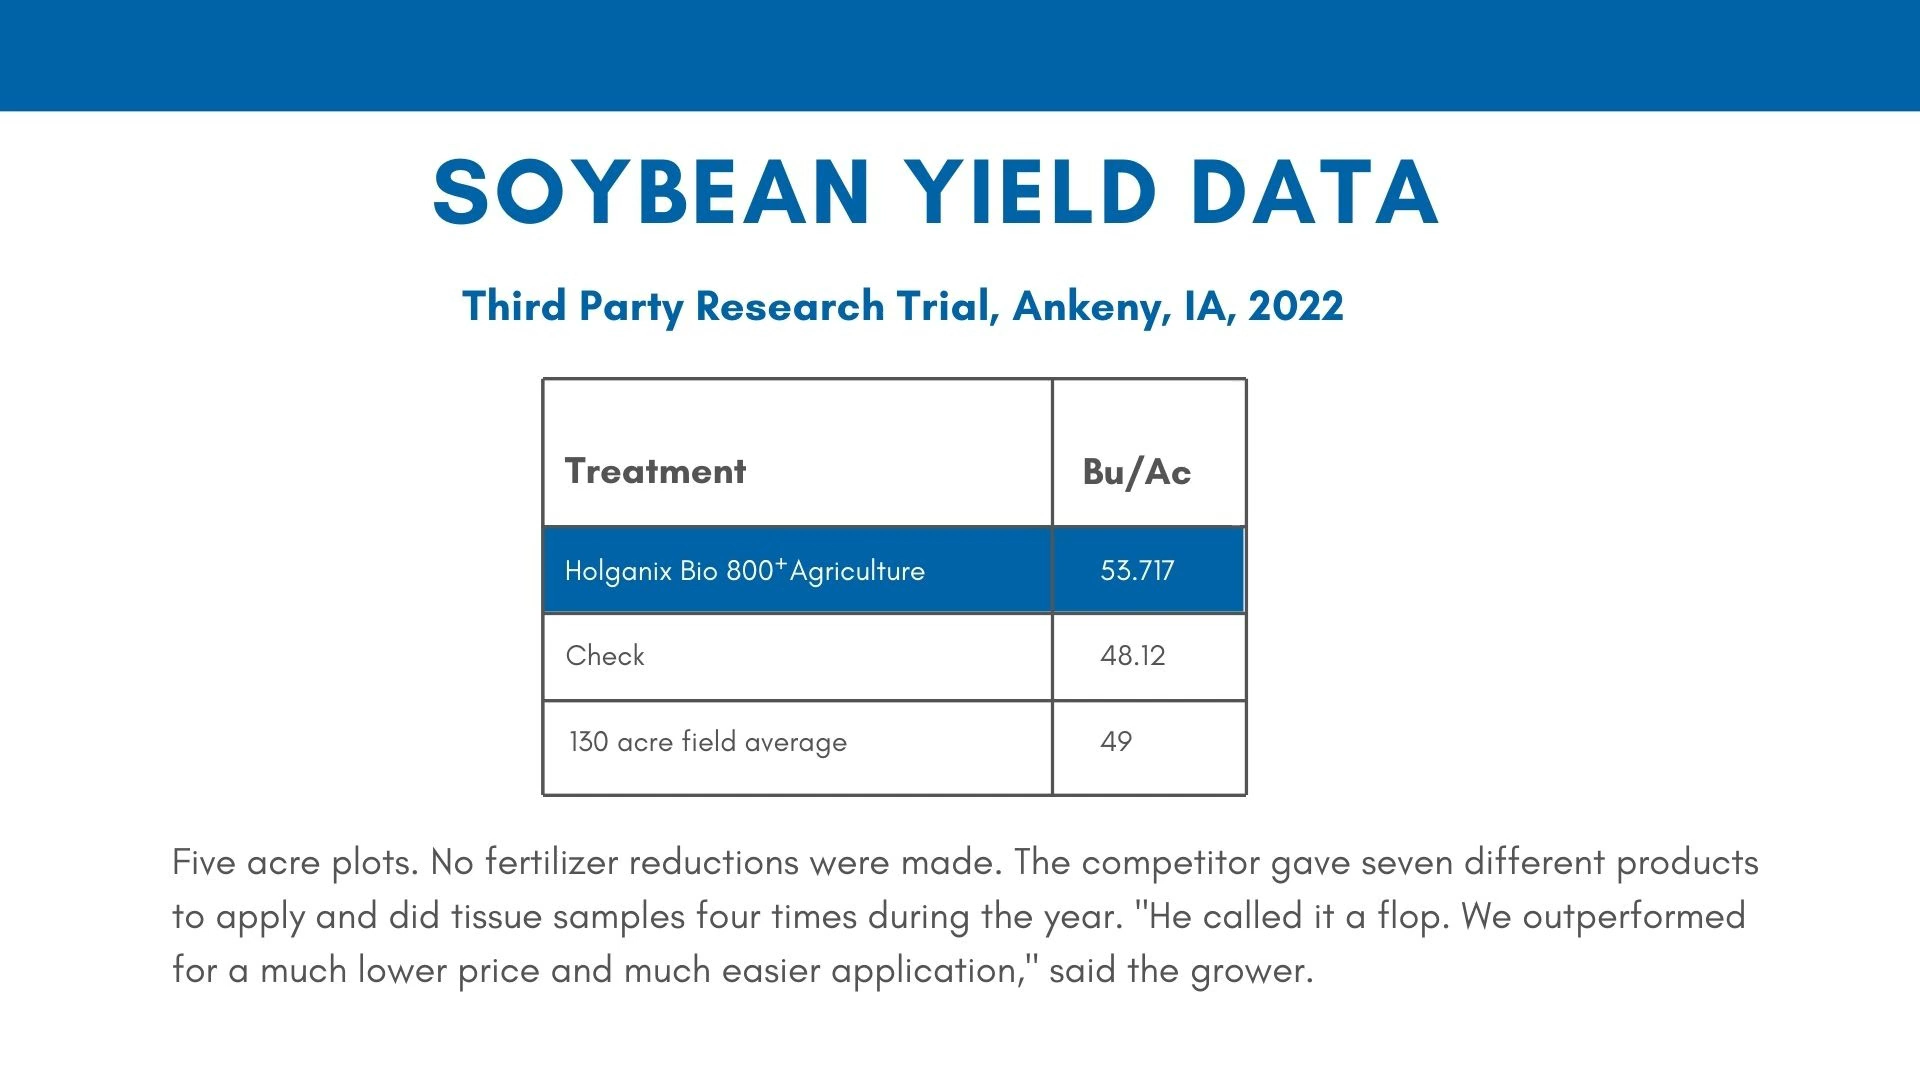 SOYBEAN YIELD DATA
Third Party Research Trial, Ankeny, IA, 2022
Treatment Bu/Ac
Holganix Bio 800⁺Agriculture 53.717
Check 48.12
130 acre field average 49
Five acre plots. No fertilizer reductions were made. The competitor gave seven different products
to apply and did tissue samples four times during the year. "He called it a flop. We outperformed
for a much lower price and much easier application," said the grower.